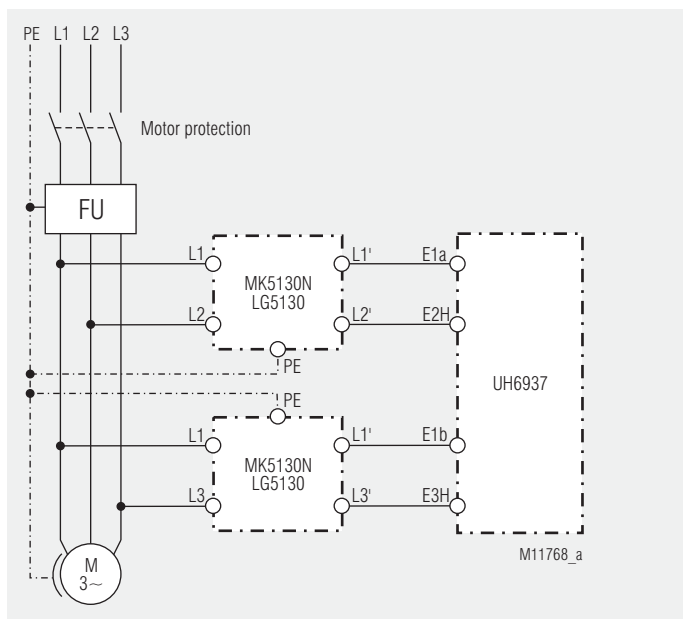 PE L1 L2 L3
Motor protection
FU
L1
MK5130N
LG5130
L1'
E1a
L2
L2'
E2H
PE
UH6937
PE
L1
MK5130N
LG5130
L1'
E1b
L3
L3'
E3H
M11768_a
M
3~